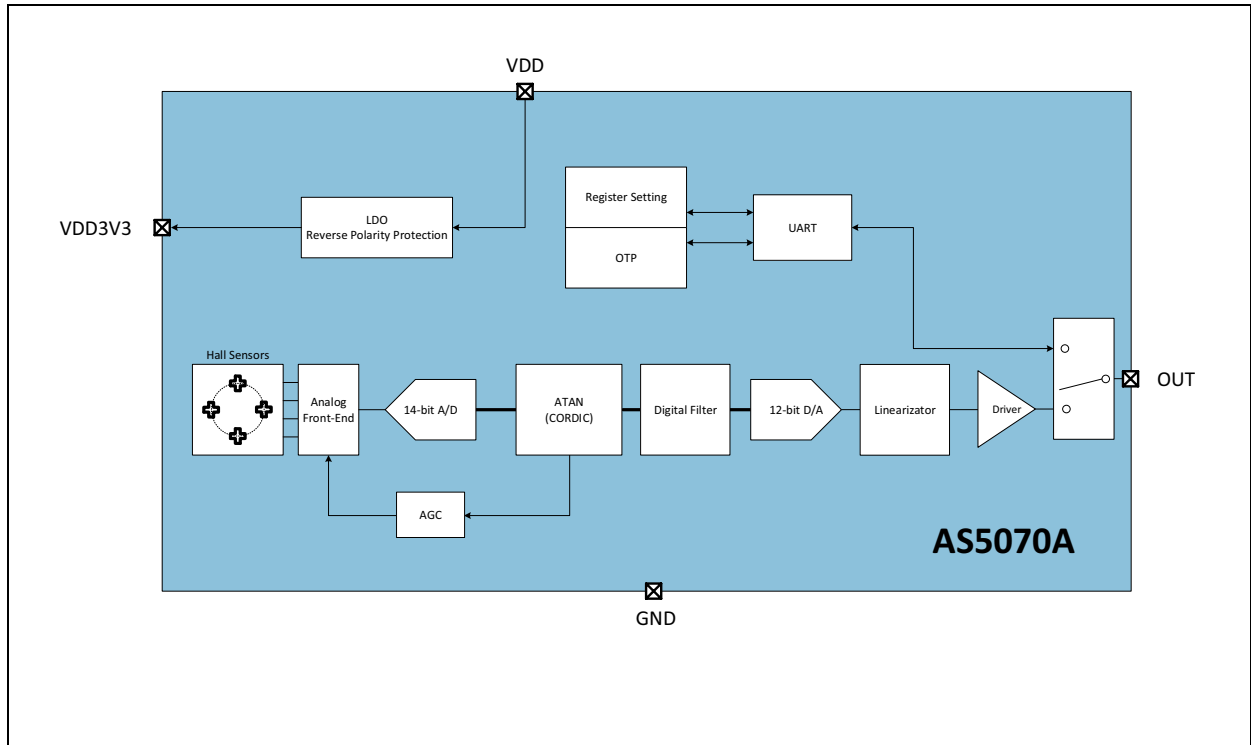 VDD
VDD3V3
LDO
Reverse Polarity Protection
Register Setting
OTP
UART
Hall Sensors
Analog
Front-End
14-bit A/D
ATAN
(CORDIC)
Digital Filter
12-bit D/A
Linearizator
Driver
OUT
AGC
AS5070A
GND